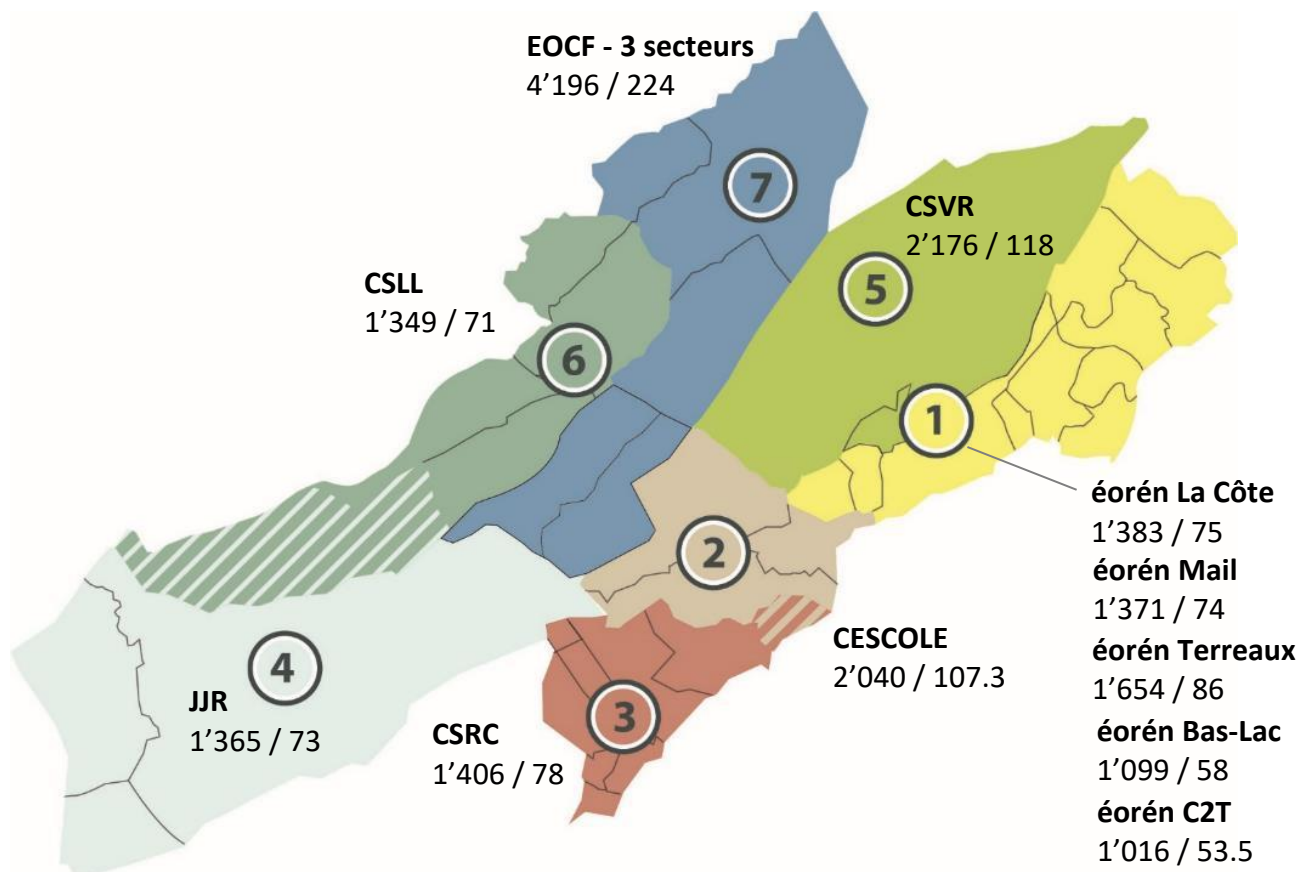 EOCF - 3 secteurs
4’196 / 224
7
CSVR
2’176 / 118
5
CSLL
1’349 / 71
6
1
éorén La Côte
1’383 / 75
éorén Mail
1’371 / 74
éorén Terreaux
1’654 / 86
éorén Bas-Lac
1’099 / 58
éorén C2T
1’016 / 53.5
2
CESCOLE
2’040 / 107.3
4
JJR
1’365 / 73
3
CSRC
1’406 / 78